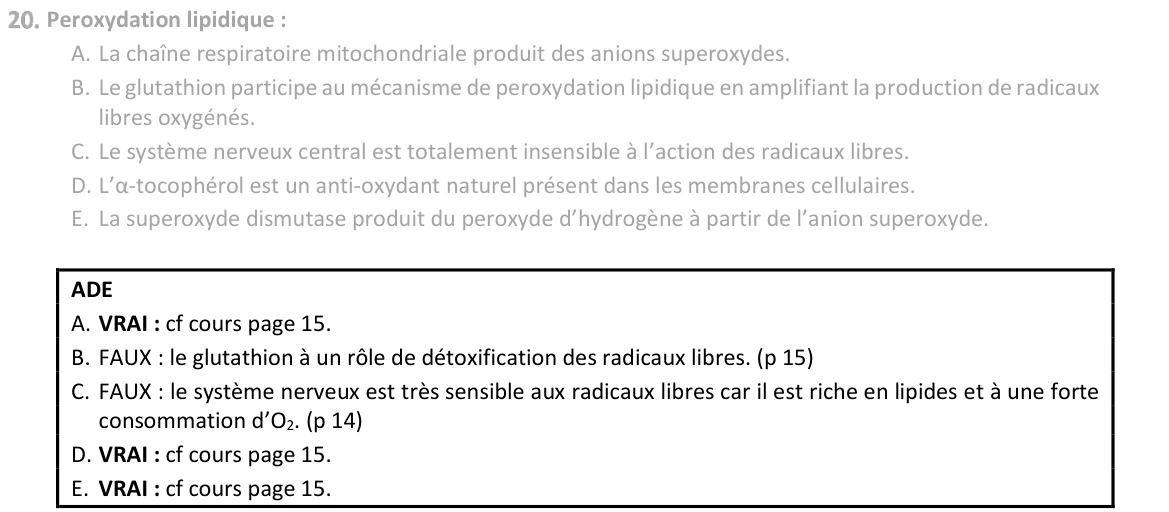 20. Peroxydation lipidique :
A. La chaîne respiratoire mitochondriale produit des anions superoxydes.
B. Le glutathion participe au mécanisme de peroxydation lipidique en amplifiant la production de radicaux
libres oxygénés.
C. Le système nerveux central est totalement insensible à l’action des radicaux libres.
D. L’α-tocophérol est un anti-oxydant naturel présent dans les membranes cellulaires.
E. La superoxyde dismutase produit du peroxyde d’hydrogène à partir de l’anion superoxyde.
ADE
A. VRAI : cf cours page 15.
B. FAUX : le glutathion à un rôle de détoxification des radicaux libres. (p 15)
C. FAUX : le système nerveux est très sensible aux radicaux libres car il est riche en lipides et à une forte
consommation d’O₂. (p 14)
D. VRAI : cf cours page 15.
E. VRAI : cf cours page 15.